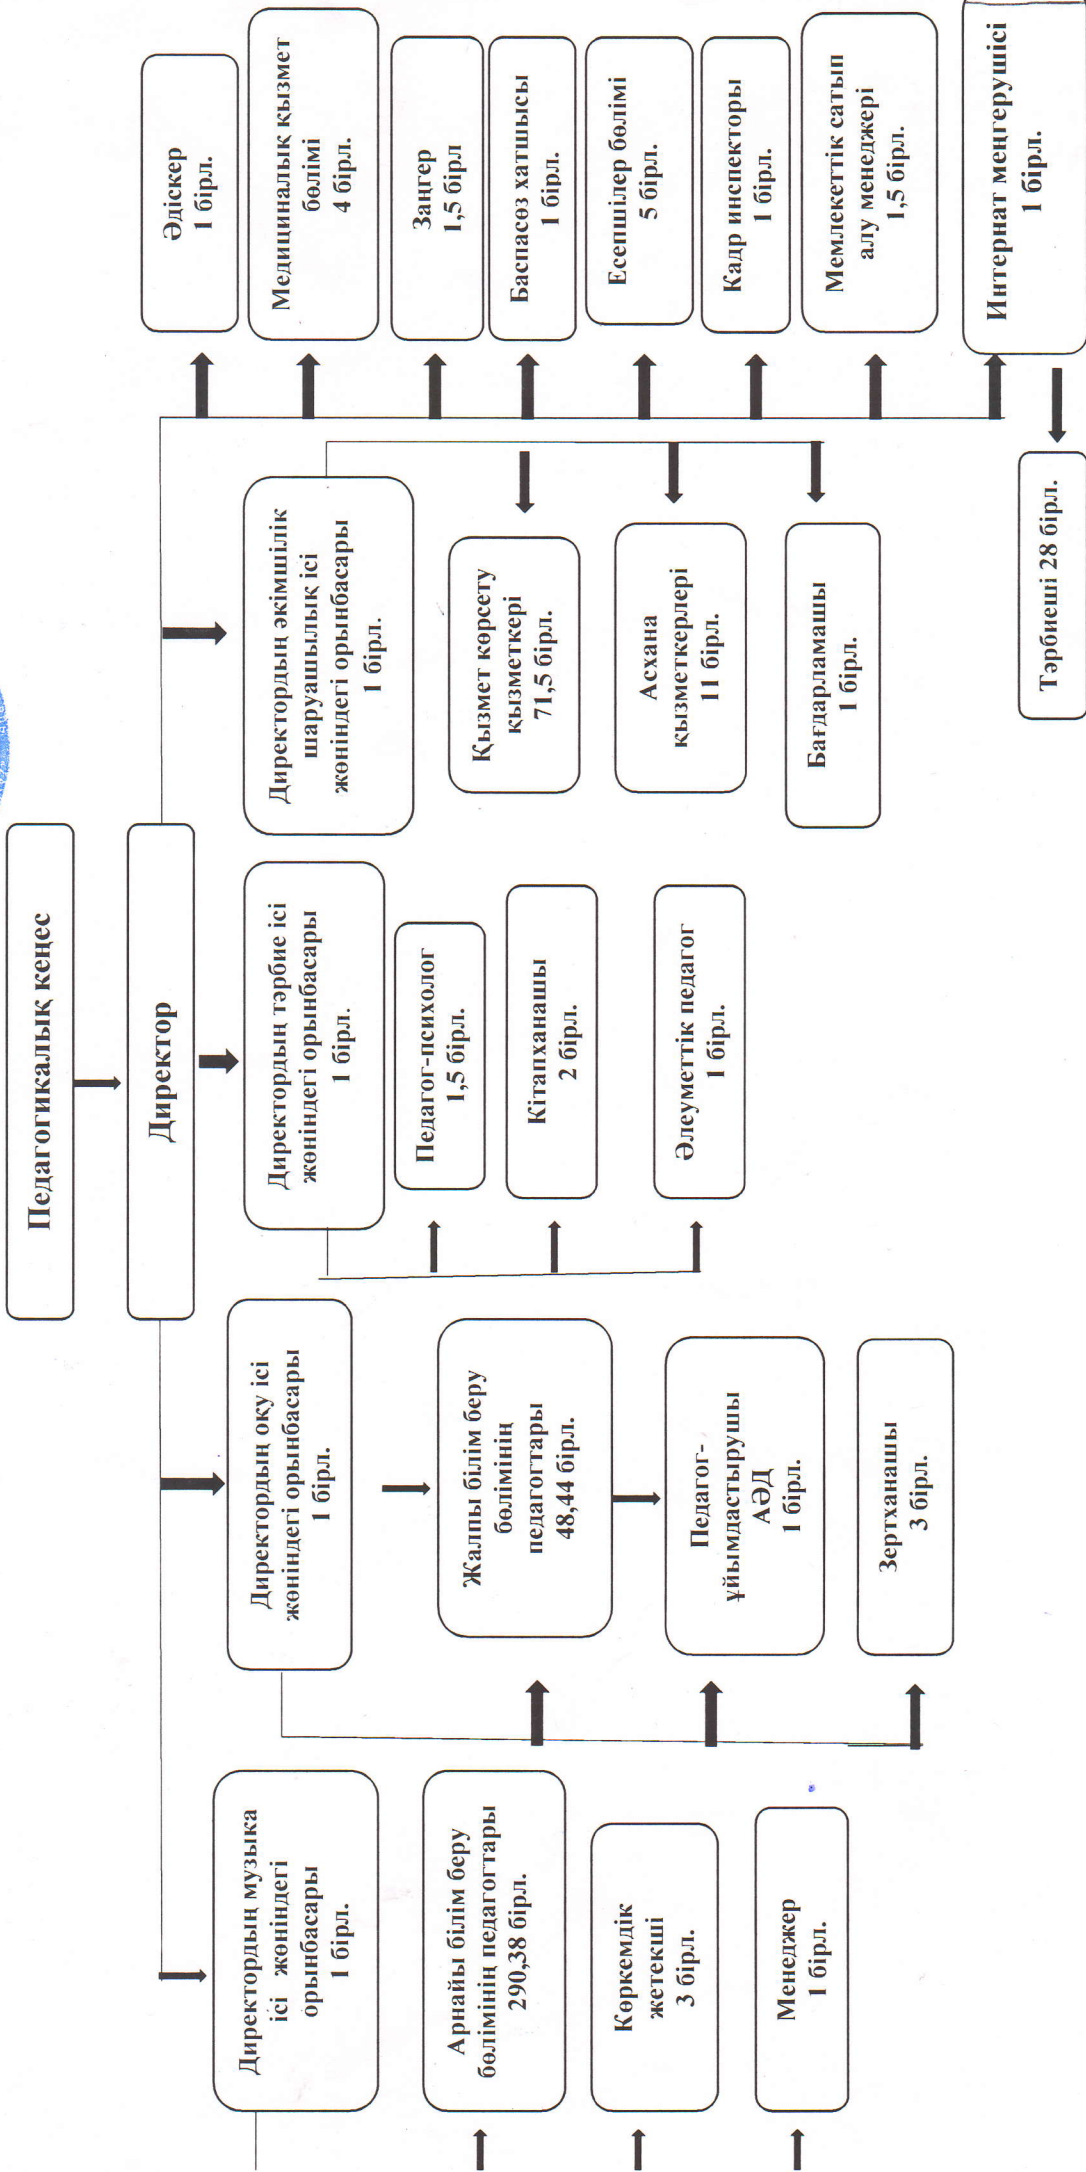 Педагогикалық кеңес
Директор
Директордың музыка
ісі жөніндегі
орынбасары
1 бірл.
Арнайы білім беру
бөлімінің педагогтары
290,38 бірл.
Көркемдік
жетекші
3 бірл.
Менеджер
1 бірл.
Директордың оқу ісі
жөніндегі орынбасары
1 бірл.
Жалпы білім беру
бөлімінің
педагогтары
48,44 бірл.
Педагог-
ұйымдастырушы
АӘД
1 бірл.
Зертханашы
3 бірл.
Директордың тәрбие ісі
жөніндегі орынбасары
1 бірл.
Педагог-психолог
1,5 бірл.
Кітапханашы
2 бірл.
Әлеуметтік педагог
1 бірл.
Директордың әкімшілік
шаруашылық ісі
жөніндегі орынбасары
1 бірл.
Қызмет көрсету
қызметкері
71,5 бірл.
Асхана
қызметкерлері
11 бірл.
Бағдарламашы
1 бірл.
Әдіскер
1 бірл.
Медициналық қызмет
бөлімі
4 бірл.
Заңгер
1,5 бірл
Баспасөз хатшысы
1 бірл.
Есепшілер бөлімі
5 бірл.
Кадр инспекторы
1 бірл.
Мемлекеттік сатып
алу менеджері
1,5 бірл.
Интернат меңгерушісі
1 бірл.
Тәрбиеші 28 бірл.